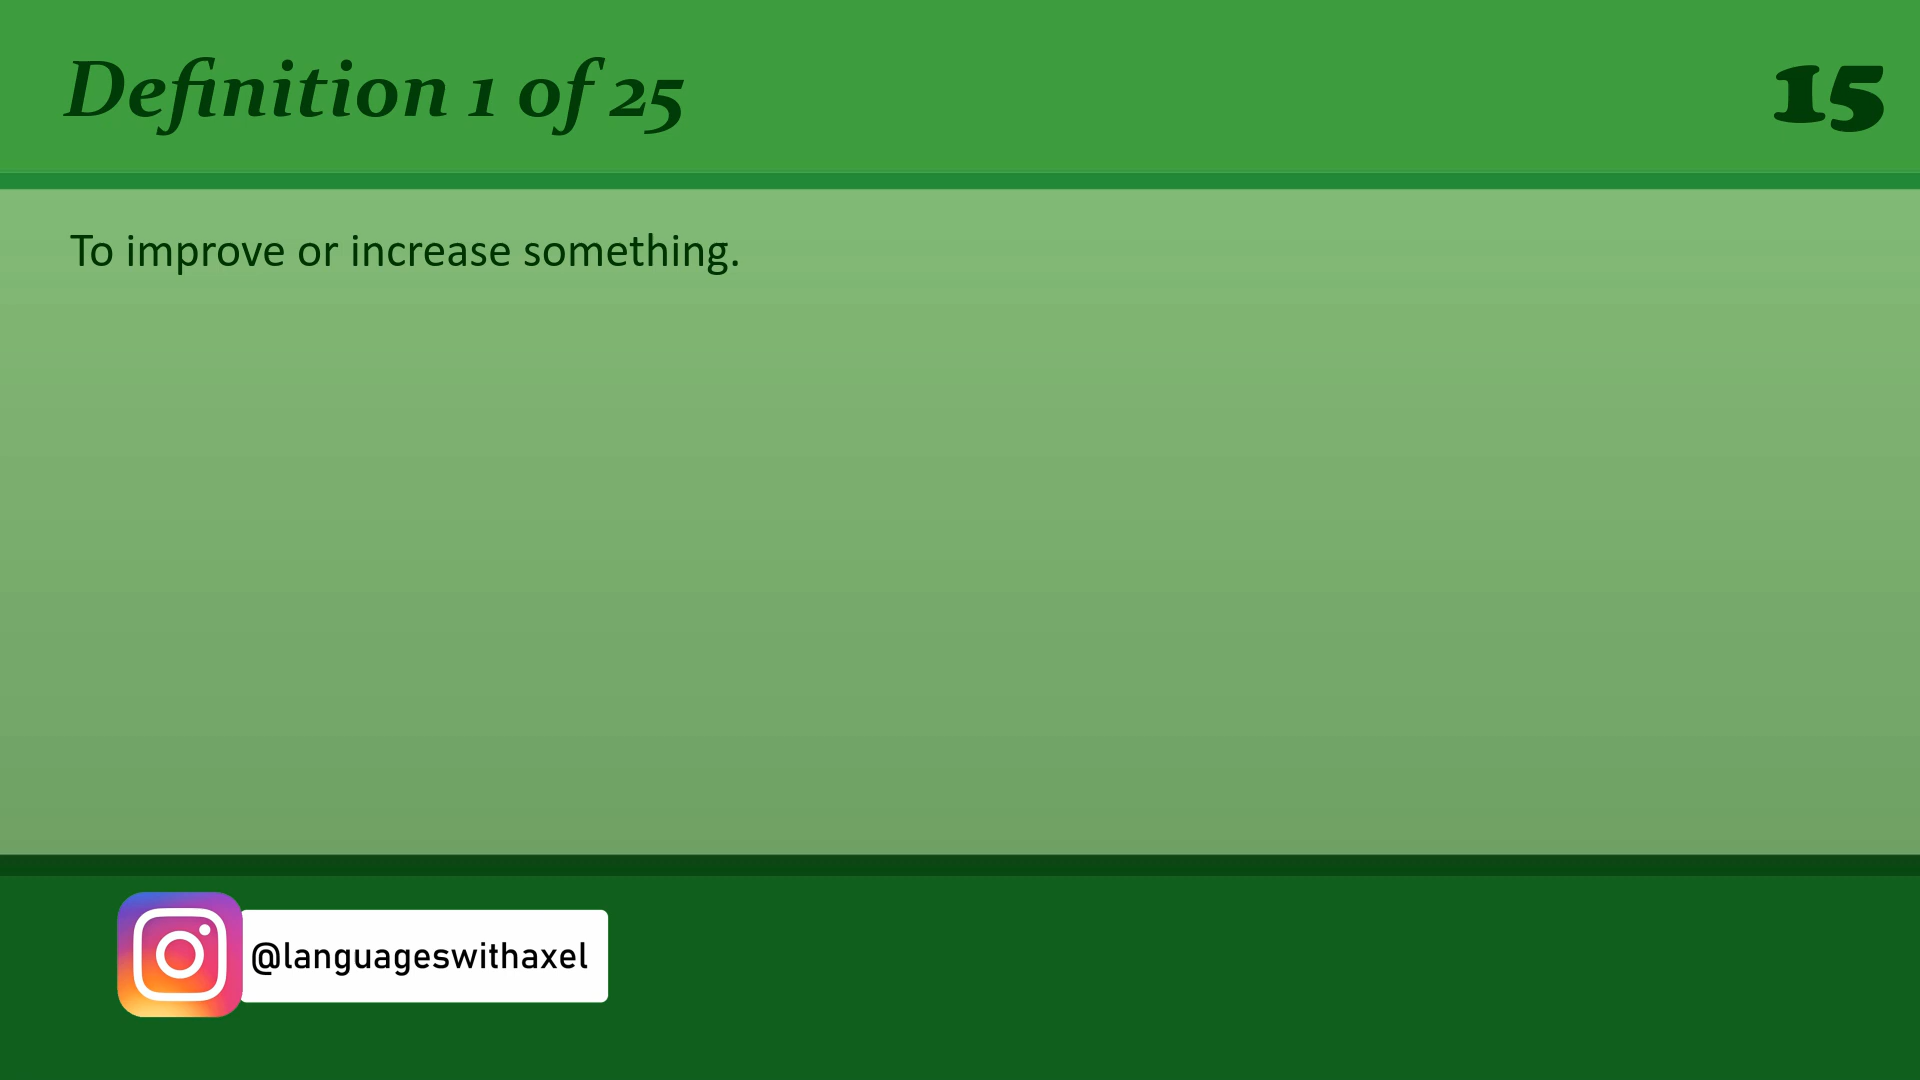 Definition 1 of 25
15
To improve or increase something.
@languageswithaxel